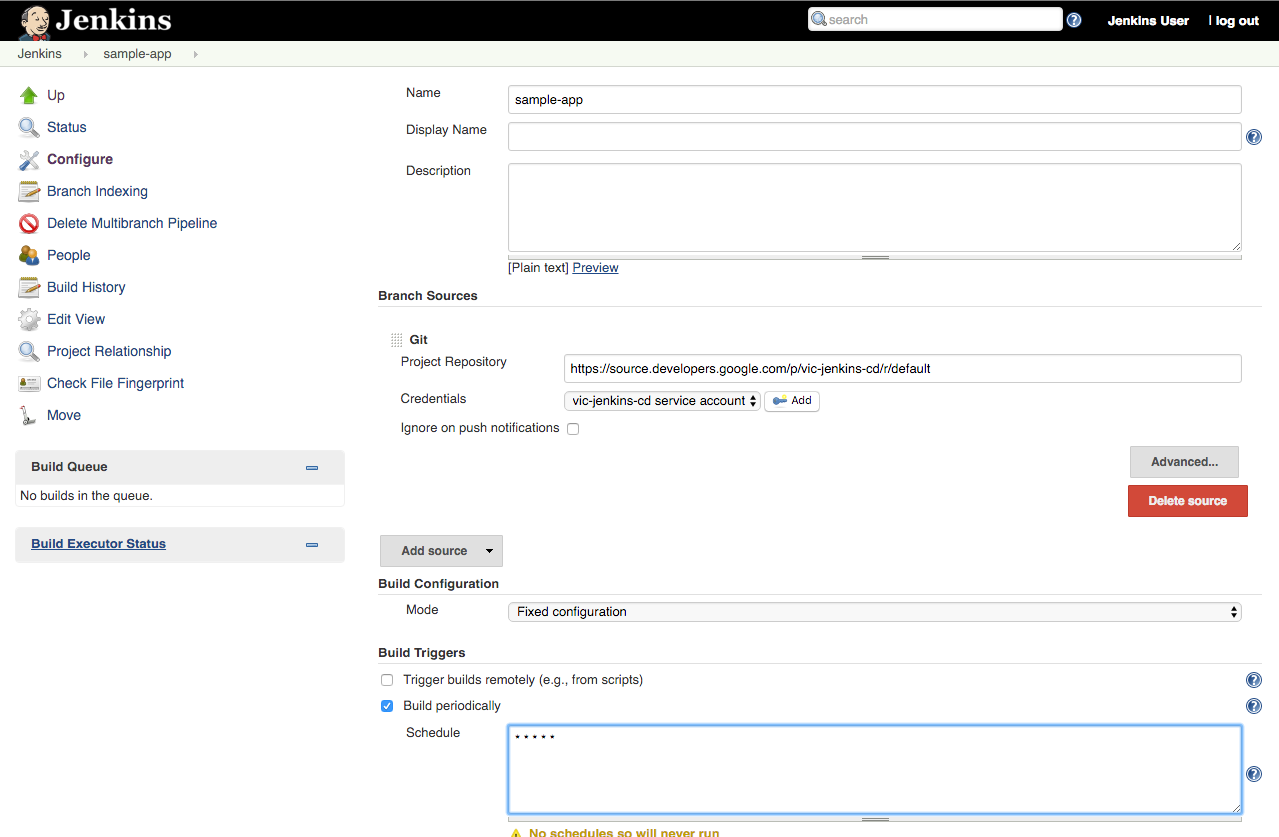 Jenkins
search
?
Jenkins User
| log out
Jenkins
sample-app
Up
Status
Configure
Branch Indexing
Delete Multibranch Pipeline
People
Build History
Edit View
Project Relationship
Check File Fingerprint
Move
Build Queue
No builds in the queue.
Build Executor Status
Name
sample-app
Display Name
?
Description
[Plain text] Preview
Branch Sources
Git
Project Repository
https://source.developers.google.com/p/vic-jenkins-cd/r/default
Credentials
vic-jenkins-cd service account
Add
Ignore on push notifications
Advanced...
Delete source
Add source
Build Configuration
Mode
Fixed configuration
Build Triggers
Trigger builds remotely (e.g., from scripts)
?
Build periodically
?
Schedule
* * * * *
?
No schedules so will never run